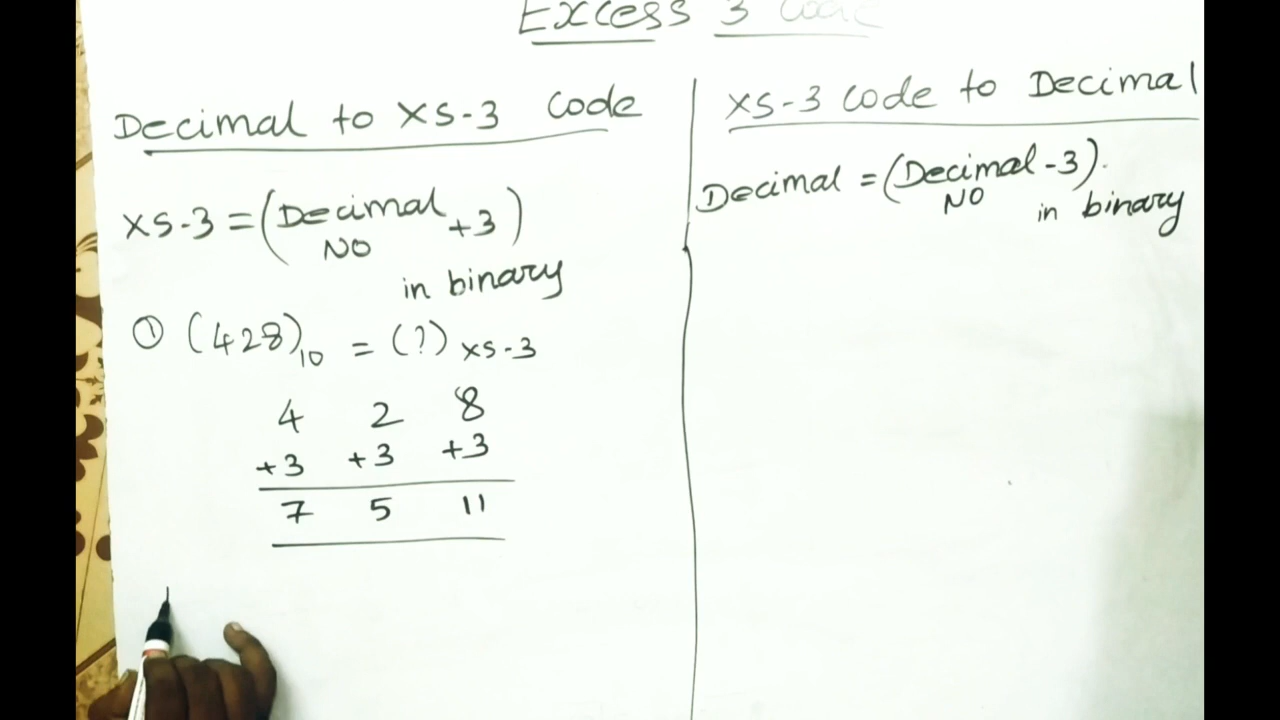 Excess 3 Code
Decimal to XS-3 Code
XS-3 = (Decimal NO +3)
in binary
① (428)10 = (?) XS-3
4 2 8
+3 +3 +3
7 5 11
XS-3 Code to Decimal
Decimal = (Decimal NO -3).
in binary